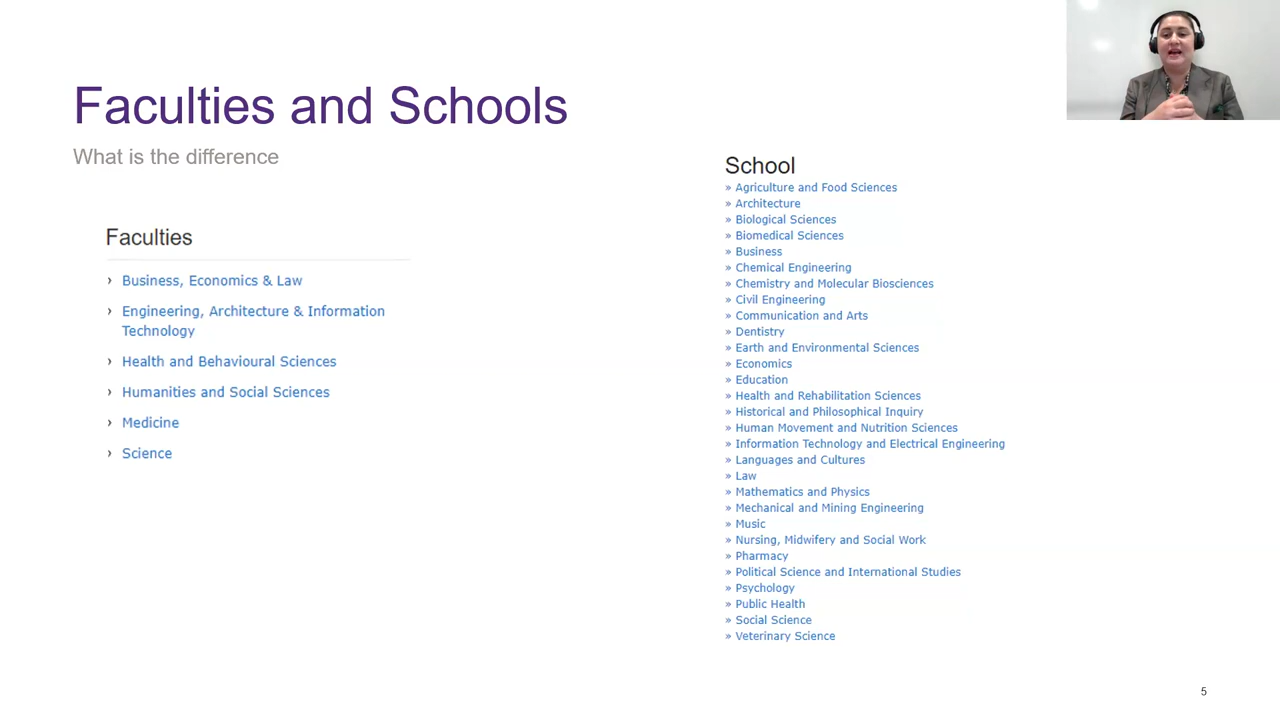 Faculties and Schools
What is the difference
Faculties
› Business, Economics & Law
› Engineering, Architecture & Information
Technology
› Health and Behavioural Sciences
› Humanities and Social Sciences
› Medicine
› Science
School
» Agriculture and Food Sciences
» Architecture
» Biological Sciences
» Biomedical Sciences
» Business
» Chemical Engineering
» Chemistry and Molecular Biosciences
» Civil Engineering
» Communication and Arts
» Dentistry
» Earth and Environmental Sciences
» Economics
» Education
» Health and Rehabilitation Sciences
» Historical and Philosophical Inquiry
» Human Movement and Nutrition Sciences
» Information Technology and Electrical Engineering
» Languages and Cultures
» Law
» Mathematics and Physics
» Mechanical and Mining Engineering
» Music
» Nursing, Midwifery and Social Work
» Pharmacy
» Political Science and International Studies
» Psychology
» Public Health
» Social Science
» Veterinary Science
5